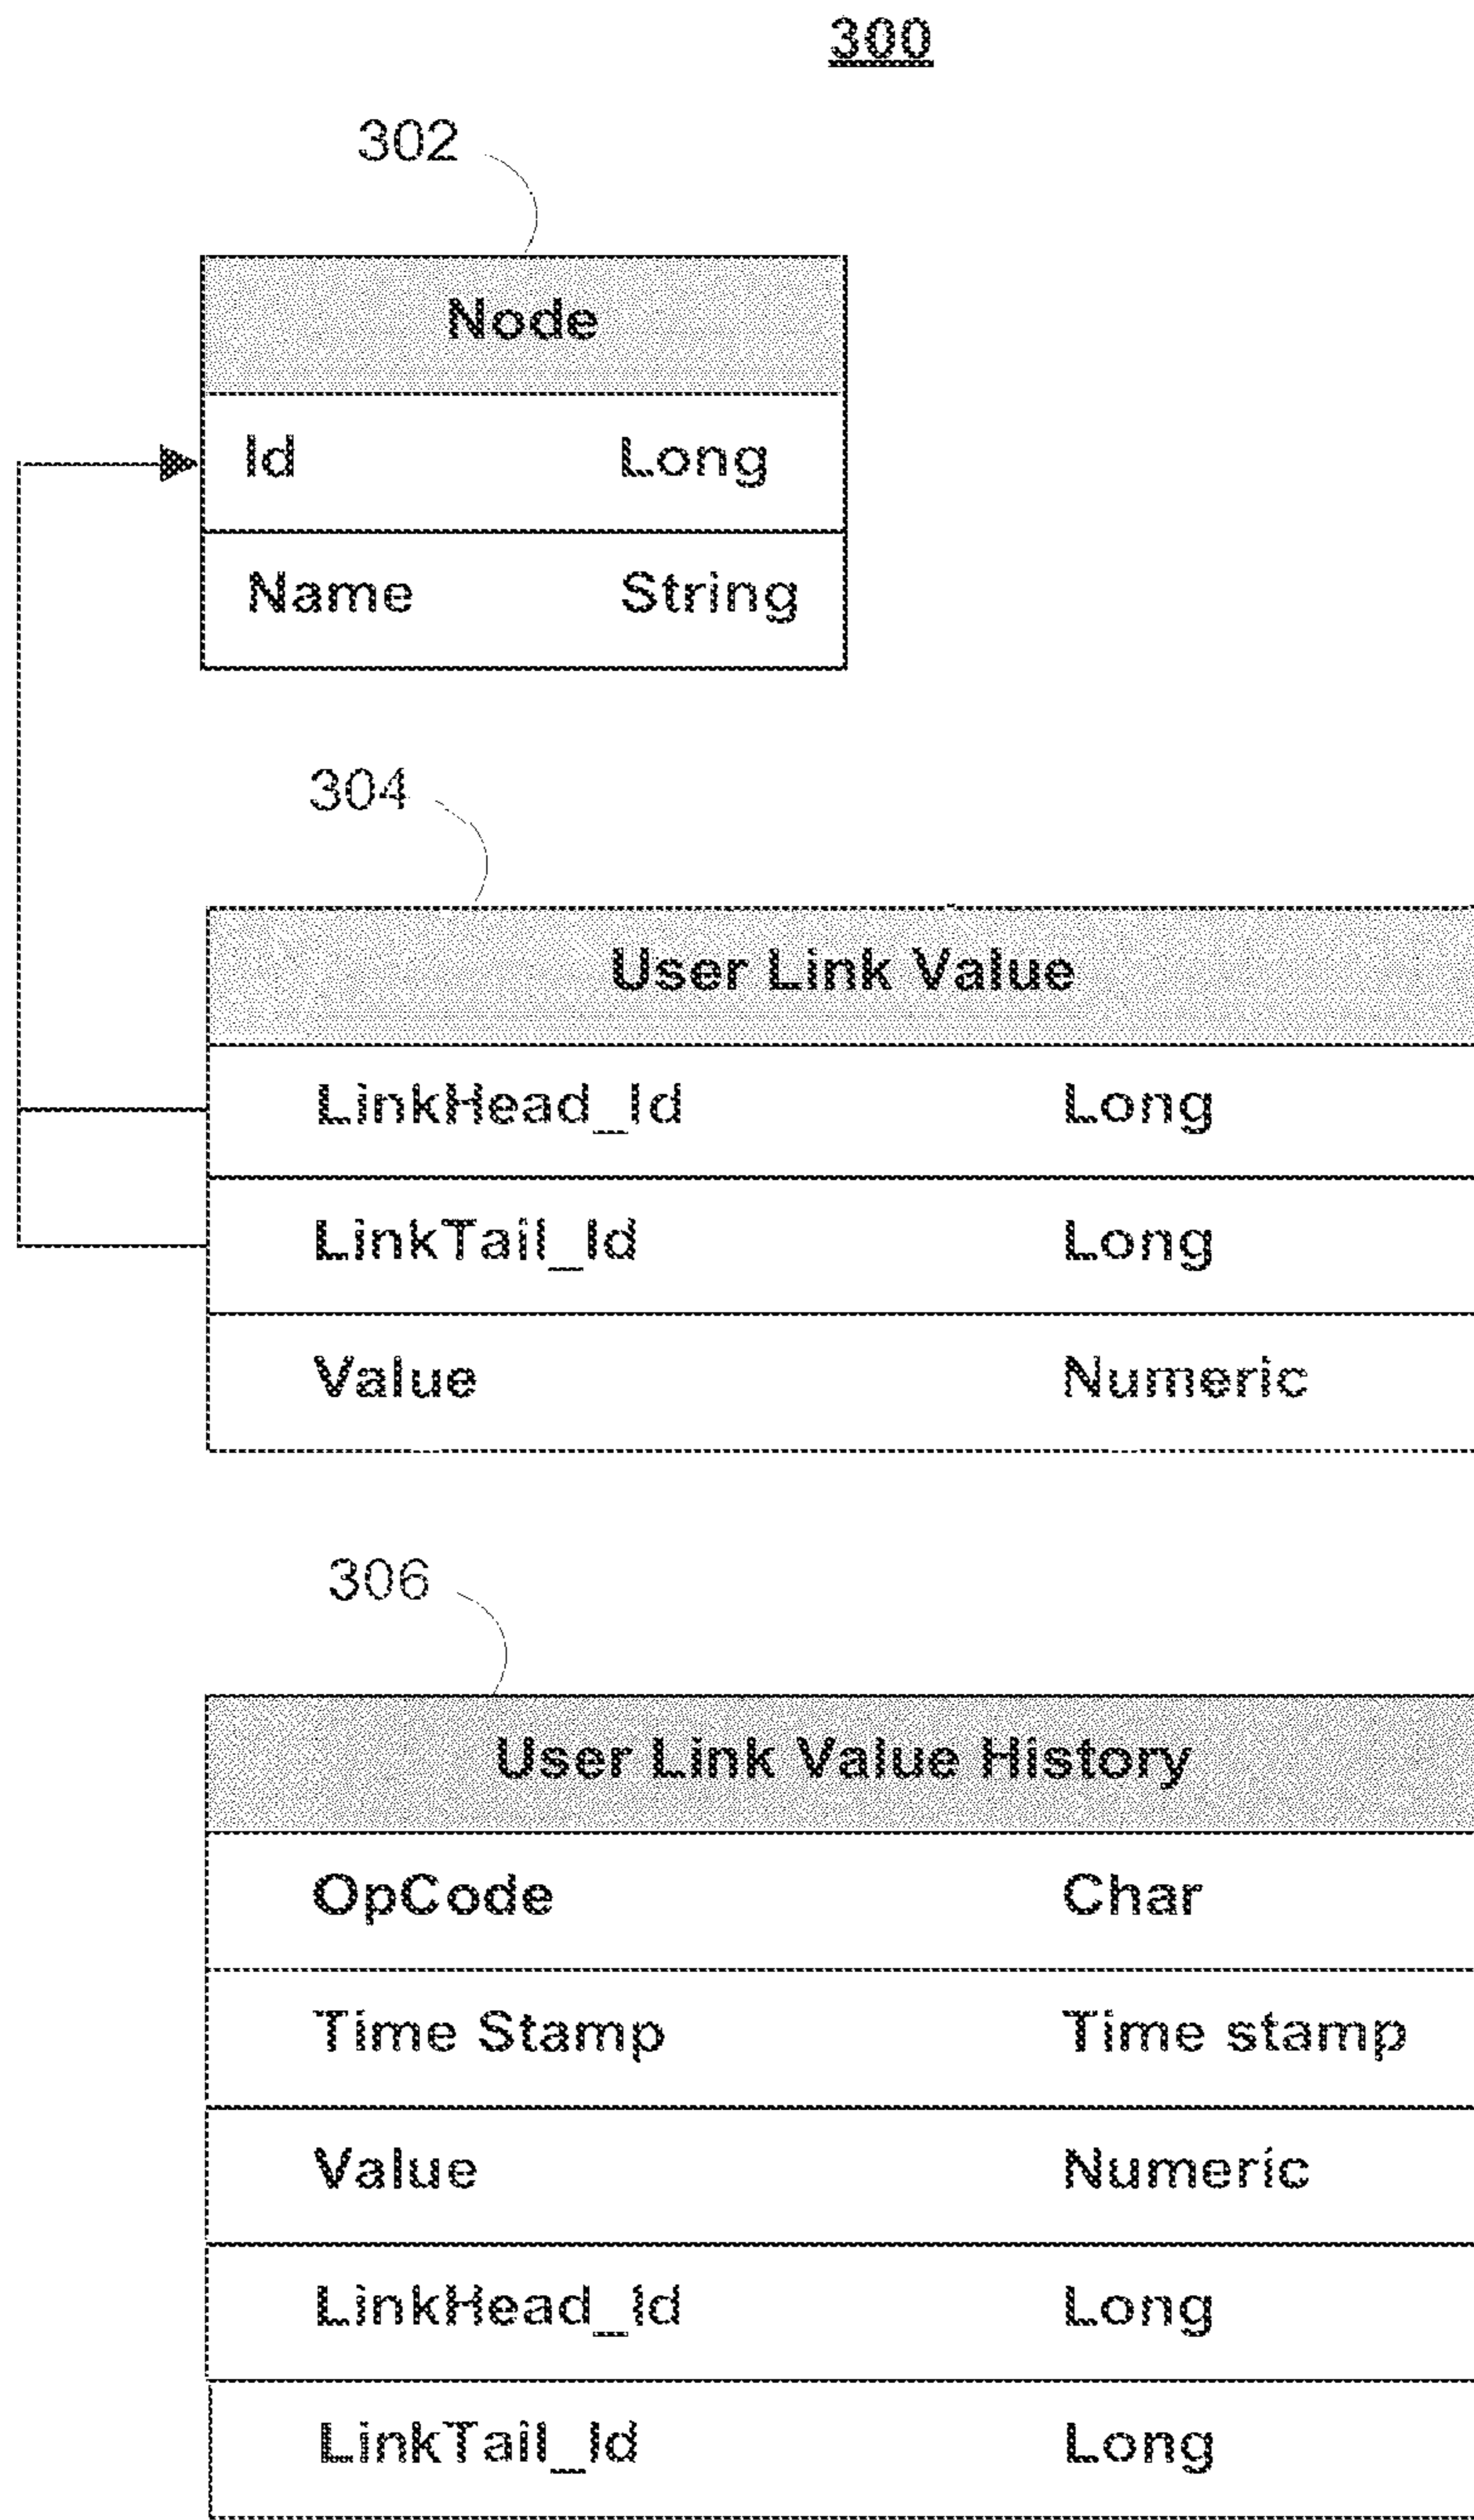 300
302
Node
Id Long
Name String
304
User Link Value
LinkHead_Id Long
LinkTail_Id Long
Value Numeric
306
User Link Value History
OpCode Char
Time Stamp Time stamp
Value Numeric
LinkHead_Id Long
LinkTail_Id Long